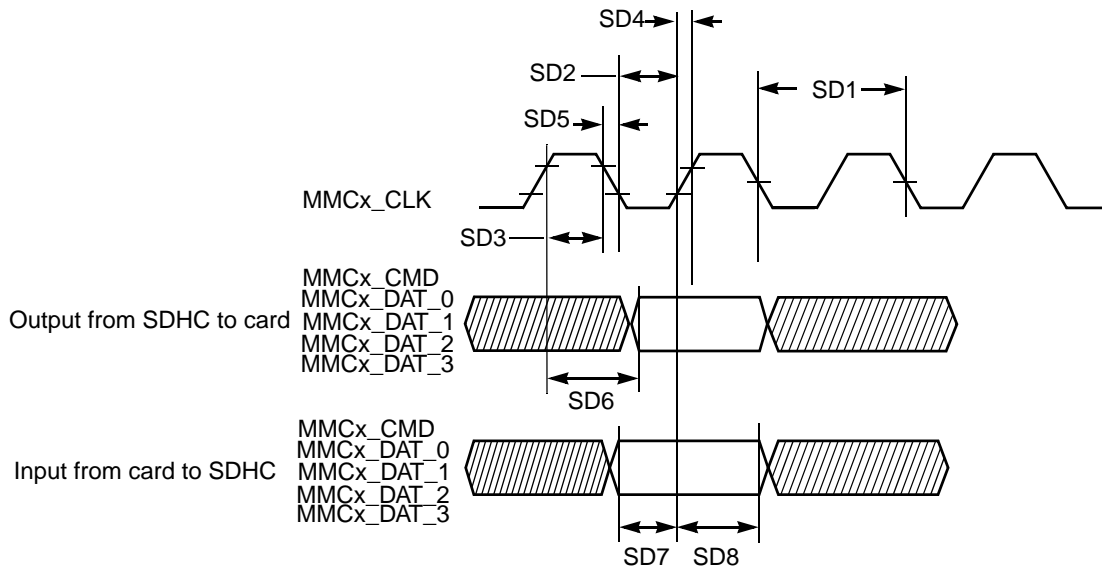 SD4
SD2
SD1
SD5
MMCx_CLK
SD3
MMCx_CMD
MMCx_DAT_0
Output from SDHC to card
MMCx_DAT_1
MMCx_DAT_2
MMCx_DAT_3
SD6
MMCx_CMD
MMCx_DAT_0
Input from card to SDHC
MMCx_DAT_1
MMCx_DAT_2
MMCx_DAT_3
SD7
SD8